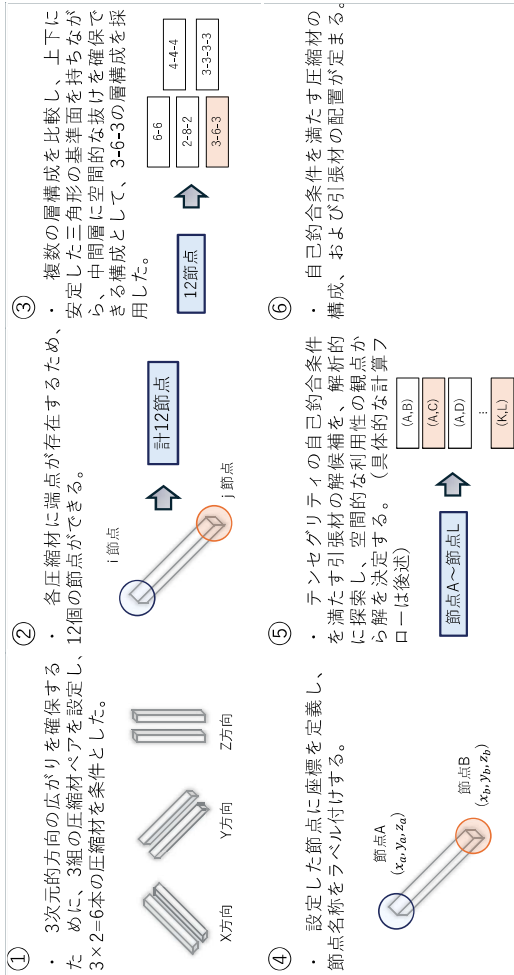 ①
・ 3次元的方向の広がりを確保する
ために、3組の圧縮材ペアを設定し、
3×2=6本の圧縮材を条件とした。
X方向
Y方向
Z方向
②
・ 各圧縮材に端点が存在するため、
12個の節点ができる。
i 節点
j 節点
計12節点
③
・ 複数の層構成を比較し、上下に
安定した三角形の基準面を持ちなが
ら、中間層に空間的な抜けを確保で
きる構成として、3-6-3の層構成を採
用した。
12節点
6-6
2-8-2
3-6-3
4-4-4
3-3-3-3
④
・ 設定した節点に座標を定義し、
節点名称をラベル付けする。
節点A
(xₐ, yₐ, zₐ)
節点B
(x_b, y_b, z_b)
⑤
・ テンセグリティの自己釣合条件
を満たす引張材の解候補を、解析的
に探索し、空間的な利用性の観点か
ら解を決定する。（具体的な計算フ
ローは後述）
節点A～節点L
(A,B)
(A,C)
(A,D)
⋮
(K,L)
⑥
・ 自己釣合条件を満たす圧縮材の
構成、および引張材の配置が定まる。